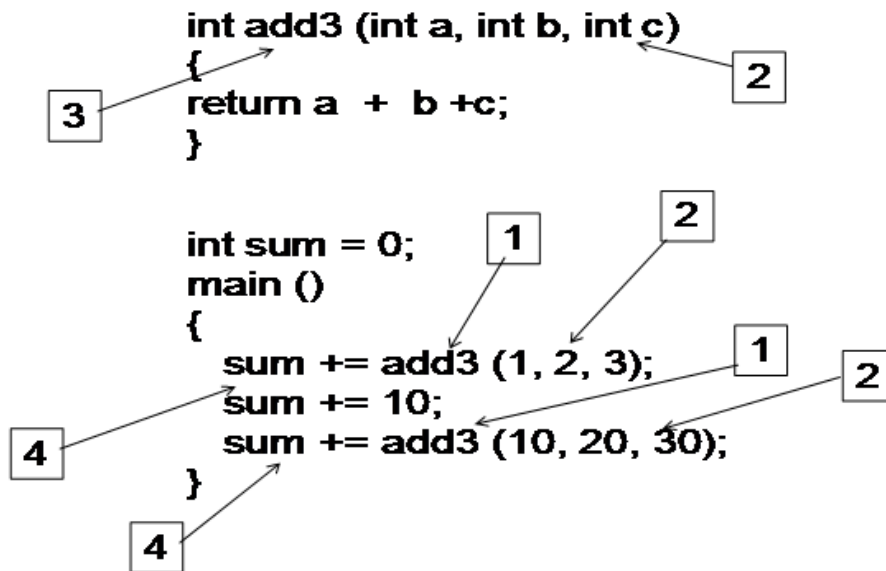 int add3 (int a, int b, int c)
{
2
3
return a + b +c;
}
1
2
int sum = 0;
main ()
{
1
sum += add3 (1, 2, 3);
2
sum += 10;
4
sum += add3 (10, 20, 30);
}
4